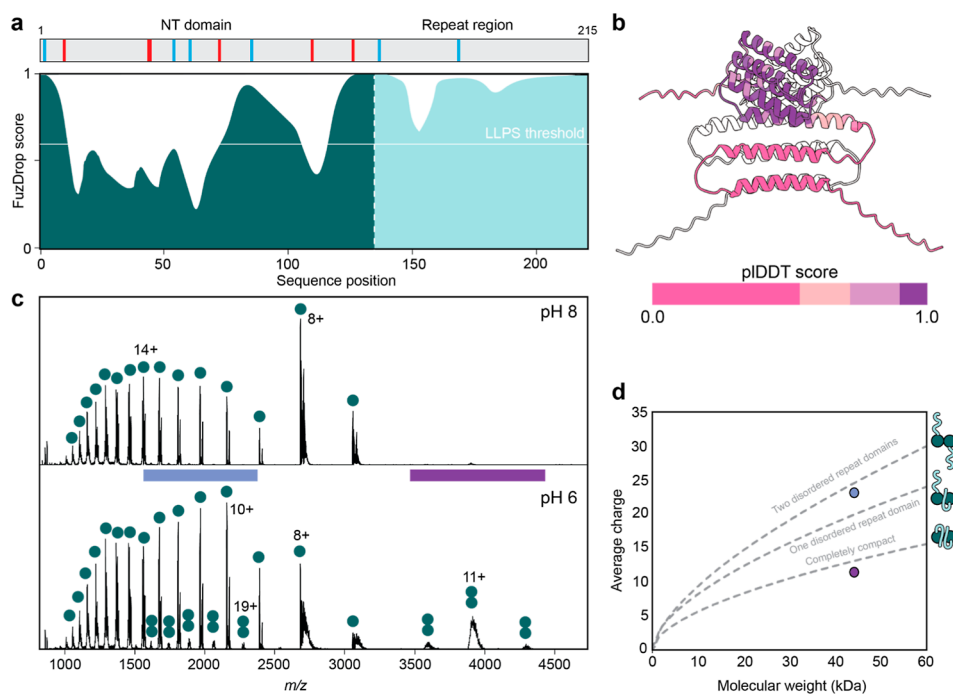 a
NT domain
Repeat region
1
215
1
0
FuzDrop score
LLPS threshold
0
50
100
150
200
Sequence position
b
plDDT score
0.0
1.0
c
pH 8
14+
8+
pH 6
10+
19+
8+
11+
1000
2000
3000
3500
4000
4500
m/z
d
35
30
25
20
15
10
5
0
Average charge
Two disordered repeat domains
One disordered repeat domain
Completely compact
0
10
20
30
40
50
60
Molecular weight (kDa)